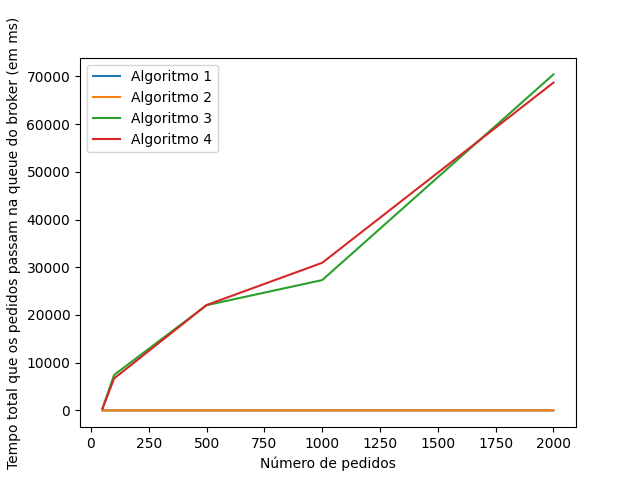 Tempo total que os pedidos passam na queue do broker (em ms)
70000
60000
50000
40000
30000
20000
10000
0
Algoritmo 1
Algoritmo 2
Algoritmo 3
Algoritmo 4
0 250 500 750 1000 1250 1500 1750 2000
Número de pedidos